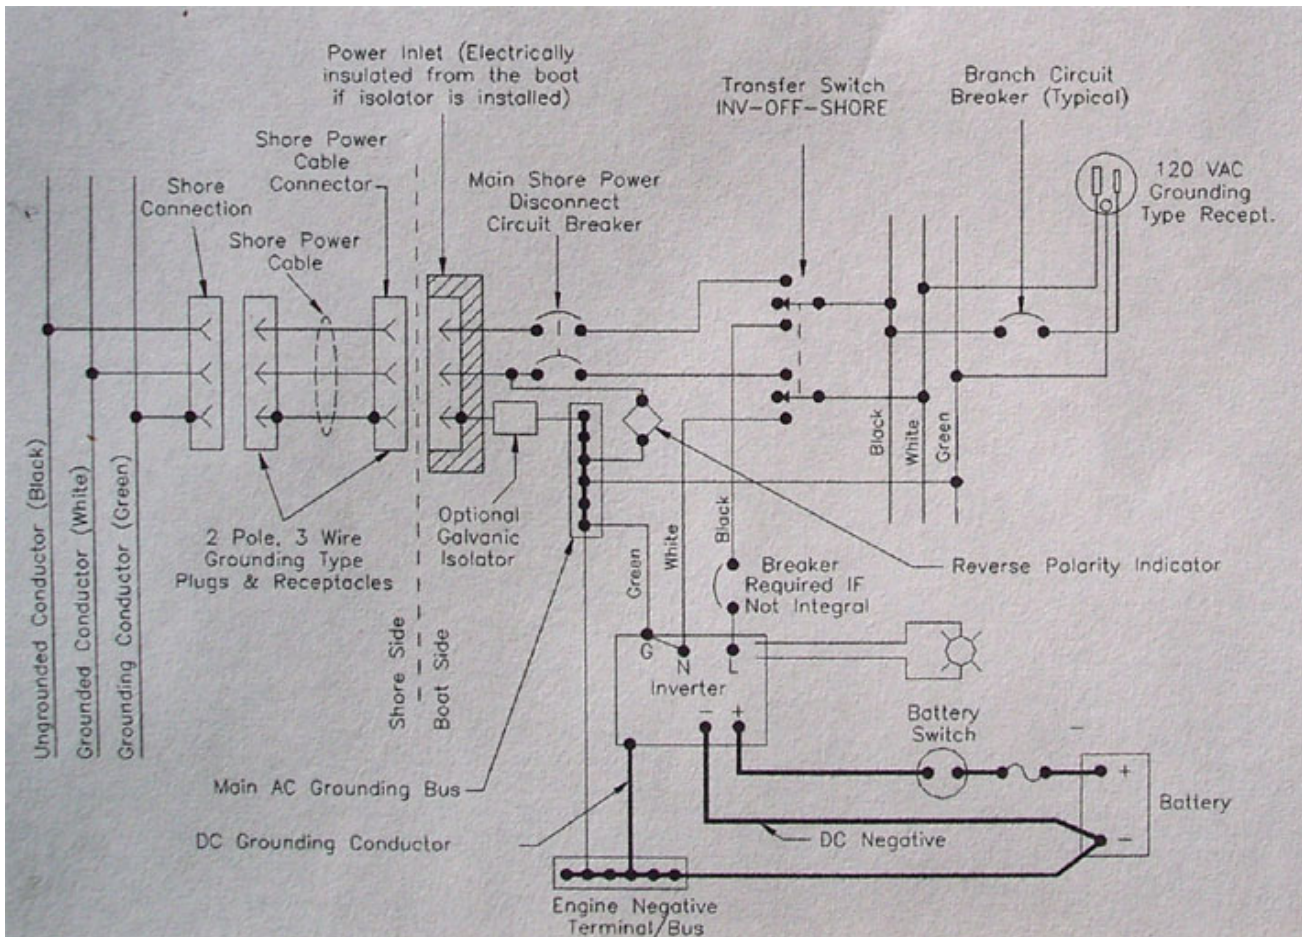 Power Inlet (Electrically
insulated from the boat
if isolator is installed)
Transfer Switch
INV-OFF-SHORE
Branch Circuit
Breaker (Typical)
Shore Power
Cable
Connector
Shore
Connection
Main Shore Power
Disconnect
Circuit Breaker
120 VAC
Grounding
Type Recept.
Shore Power
Cable
Ungrounded Conductor (Black)
Grounded Conductor (White)
Grounding Conductor (Green)
2 Pole, 3 Wire
Grounding Type
Plugs & Receptacles
Shore Side
Boat Side
Optional
Galvanic
Isolator
Green
White
Black
Black
White
Green
Breaker
Required IF
Not Integral
Reverse Polarity Indicator
G
N
L
Inverter
- +
Battery
Switch
-
+
Battery
-
Main AC Grounding Bus
DC Grounding Conductor
DC Negative
Engine Negative
Terminal/Bus